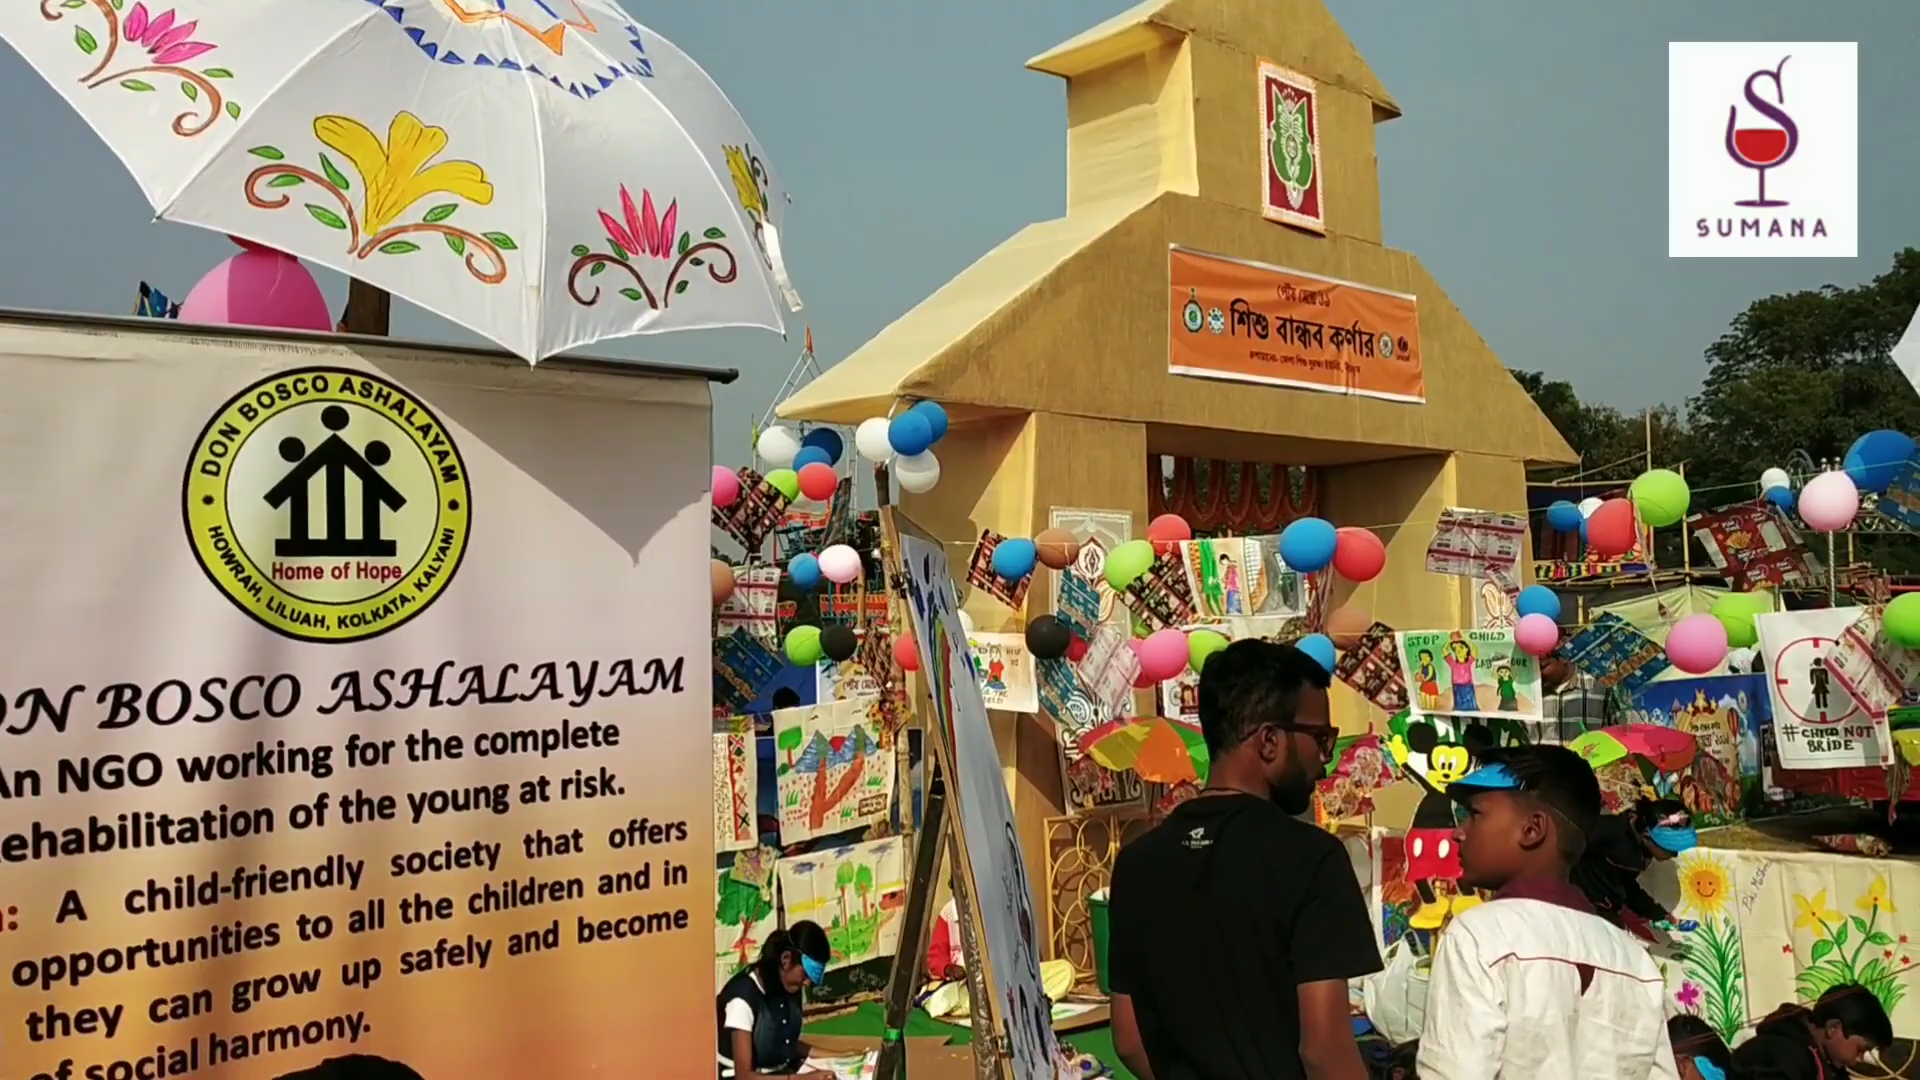 SUMANA
DON BOSCO ASHALAYAM
Home of Hope
HOWRAH, LILUAH, KOLKATA, KALYANI
ON BOSCO ASHALAYAM
An NGO working for the complete
ehabilitation of the young at risk.
A child-friendly society that offers
opportunities to all the children and in
they can grow up safely and become
of social harmony.
পৌষ মেলা
শিশু বান্ধব কর্ণার
STOP CHILD
#CHILD NOT
BRIDE